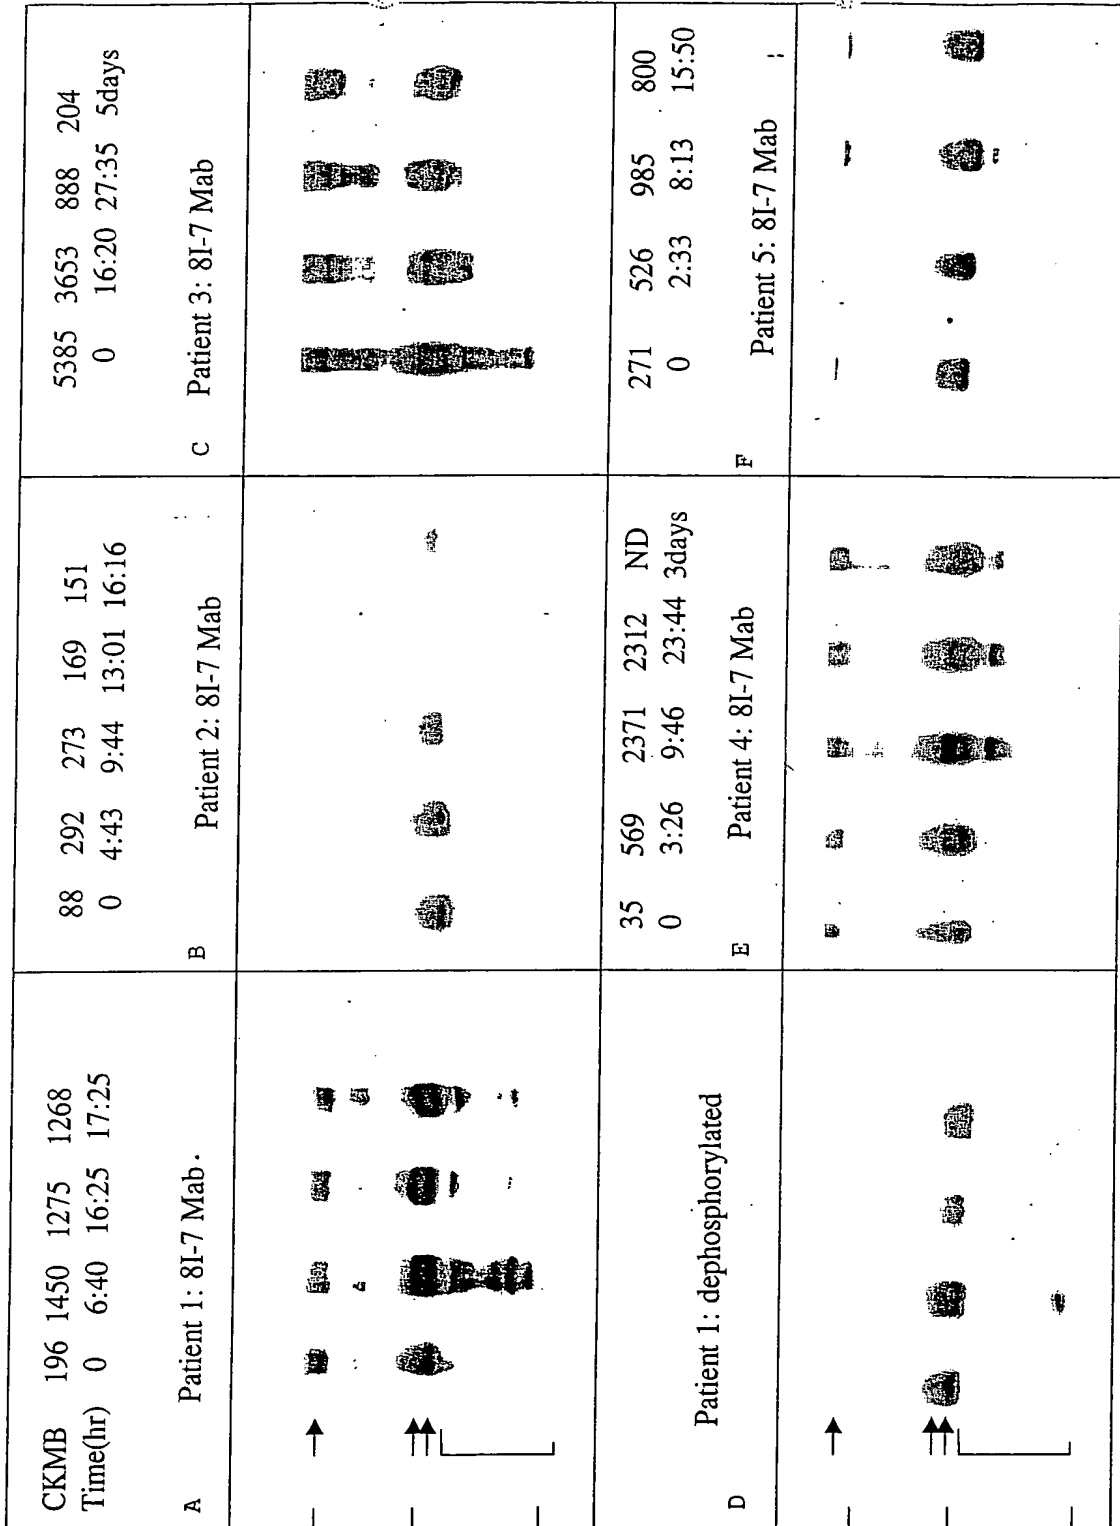 CKMB 196 1450 1275 1268
Time(hr) 0 6:40 16:25 17:25
A Patient 1: 8I-7 Mab.
88 292 273 169 151
0 4:43 9:44 13:01 16:16
B Patient 2: 8I-7 Mab
5385 3653 888 204
0 16:20 27:35 5days
C Patient 3: 8I-7 Mab
D Patient 1: dephosphorylated
35 569 2371 2312 ND
0 3:26 9:46 23:44 3days
E Patient 4: 8I-7 Mab
271 526 985 800
0 2:33 8:13 15:50
F Patient 5: 8I-7 Mab